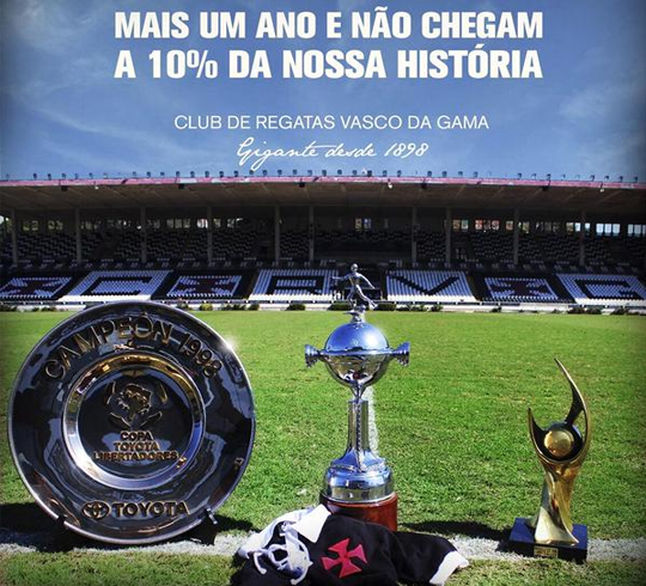 MAIS UM ANO E NÃO CHEGAM
A 10% DA NOSSA HISTÓRIA
CLUB DE REGATAS VASCO DA GAMA
Gigante desde 1898
C R V G
CAMPEÓN 1998
COPA
TOYOTA
LIBERTADORES
TOYOTA